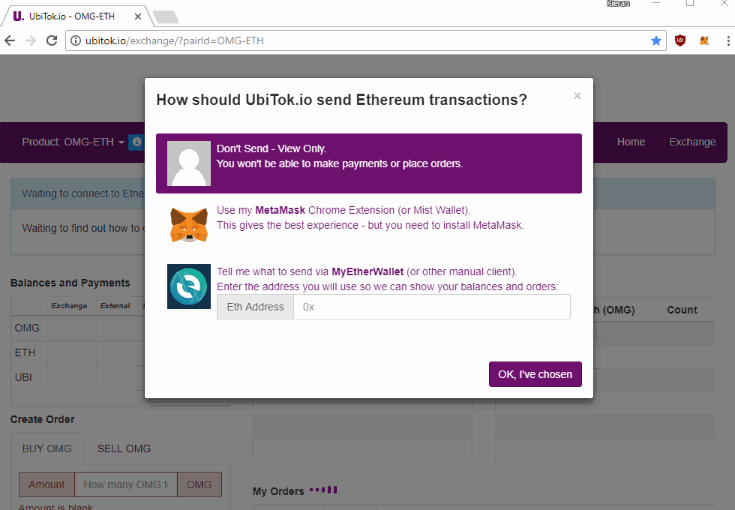 Kieran
U. UbiTok.io - OMG-ETH
ubitok.io/exchange/?pairId=OMG-ETH
How should UbiTok.io send Ethereum transactions?
×
Product: OMG-ETH
Home
Exchange
Don't Send - View Only.
You won't be able to make payments or place orders.
Waiting to connect to Ethe
Use my MetaMask Chrome Extension (or Mist Wallet).
This gives the best experience - but you need to install MetaMask.
Waiting to find out how to c
Tell me what to send via MyEtherWallet (or other manual client).
Enter the address you will use so we can show your balances and orders:
Eth Address
0x
Balances and Payments
Exchange
External
OMG
ETH
UBI
(OMG)
Count
OK, I've chosen
Create Order
BUY OMG
SELL OMG
Amount
How many OMG t
OMG
Amount is blank
My Orders